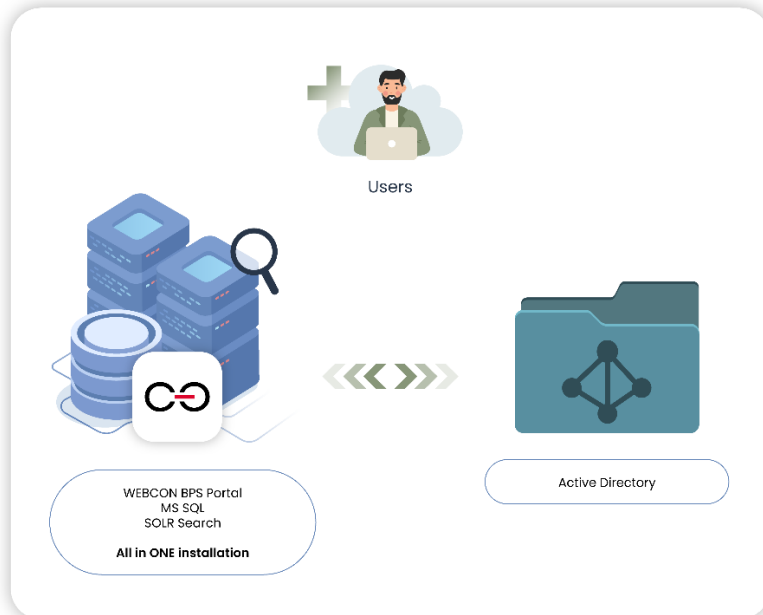 Users
WEBCON BPS Portal
MS SQL
SOLR Search
All in ONE installation
Active Directory